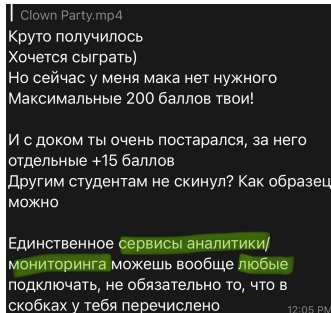 Clown Party.mp4
Круто получилось
Хочется сыграть)
Но сейчас у меня мака нет нужного
Максимальные 200 баллов твои!
И с доком ты очень постарался, за него
отдельные +15 баллов
Другим студентам не скинул? Как образец
можно
Единственное сервисы аналитики/
мониторинга можешь вообще любые
подключать, не обязательно то, что в
скобках у тебя перечислено
12:05 PM